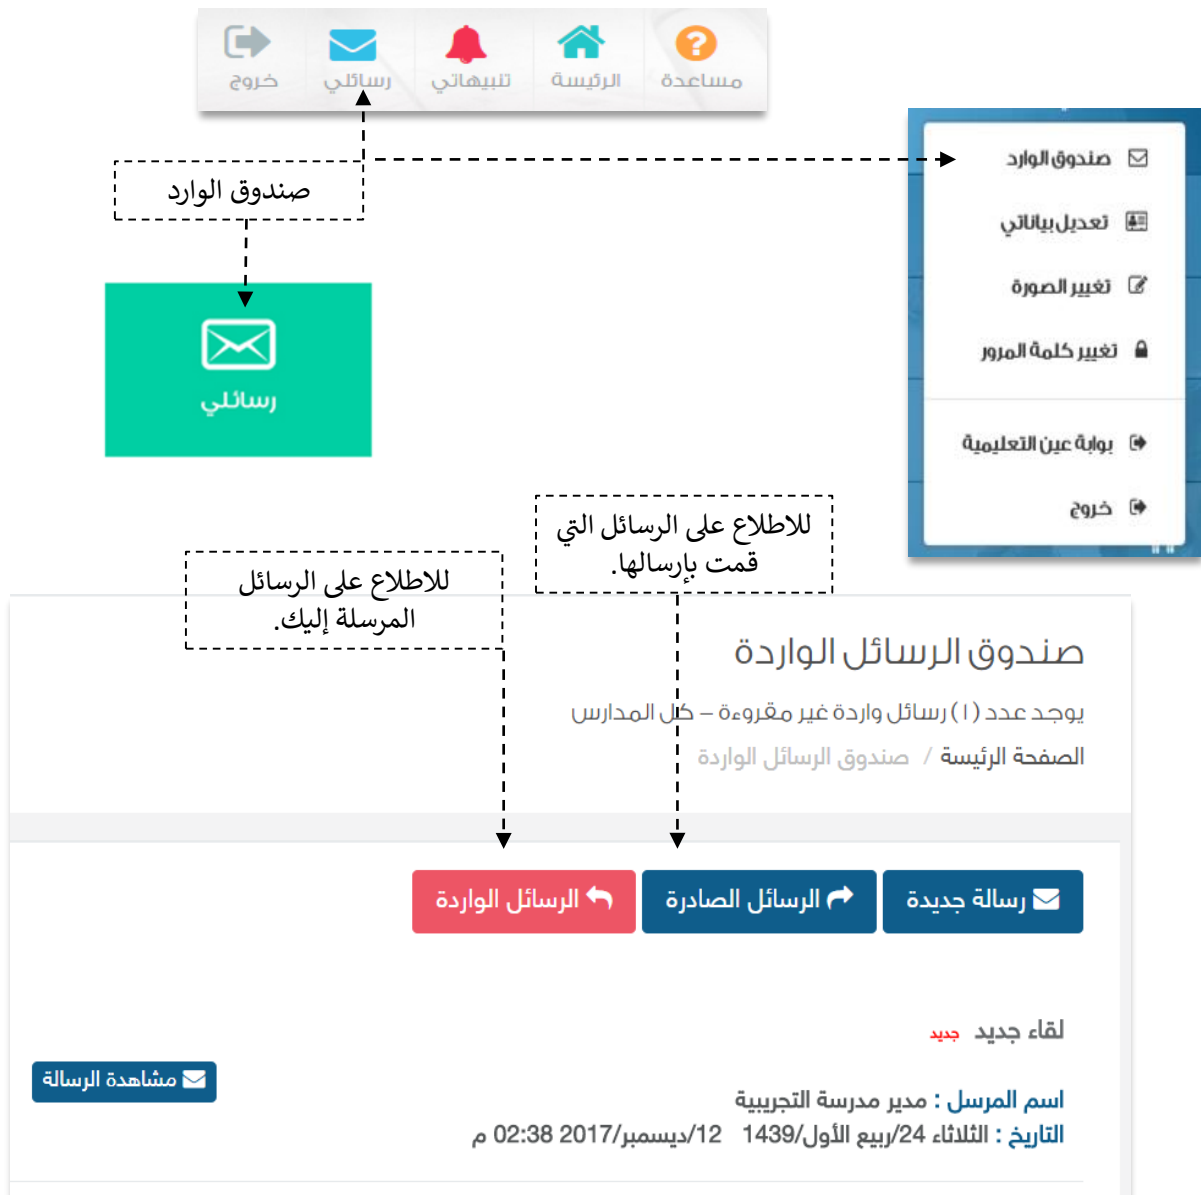 مساعدة
الرئيسة
تنبيهاتي
رسائلي
خروج
صندوق الوارد
صندوق الوارد
تعديل بياناتي
تغيير الصورة
تغيير كلمة المرور
بوابة عين التعليمية
خروج
رسائلي
للاطلاع على الرسائل التي
قمت بإرسالها.
للاطلاع على الرسائل
المرسلة إليك.
صندوق الرسائل الواردة
يوجد عدد (١) رسائل واردة غير مقروءة – كل المدارس
الصفحة الرئيسة / صندوق الرسائل الواردة
رسالة جديدة
الرسائل الصادرة
الرسائل الواردة
لقاء جديد جديد
مشاهدة الرسالة
اسم المرسل : مدير مدرسة التجريبية
التاريخ : الثلاثاء 24/ربيع الأول/1439 12/ديسمبر/2017 02:38 م